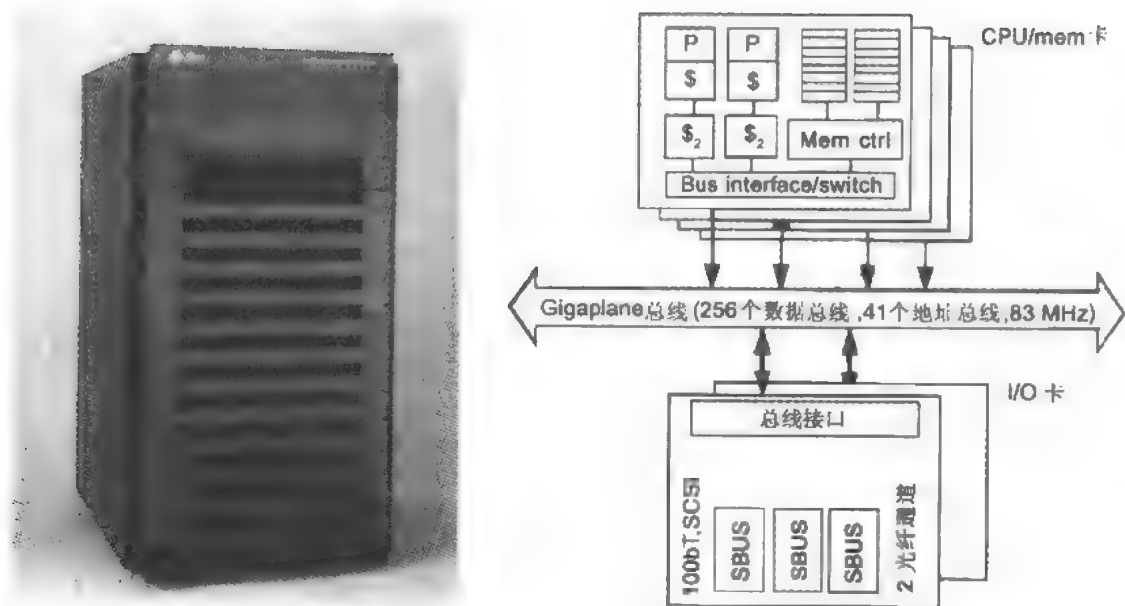 CPU/mem 卡
P P
$ $
$₂ $₂ Mem ctrl
Bus interface/switch
Gigaplane总线(256个数据总线,41个地址总线,83 MHz)
I/O 卡
总线接口
100bT,SCSI
SBUS
SBUS
SBUS
2 光纤通道